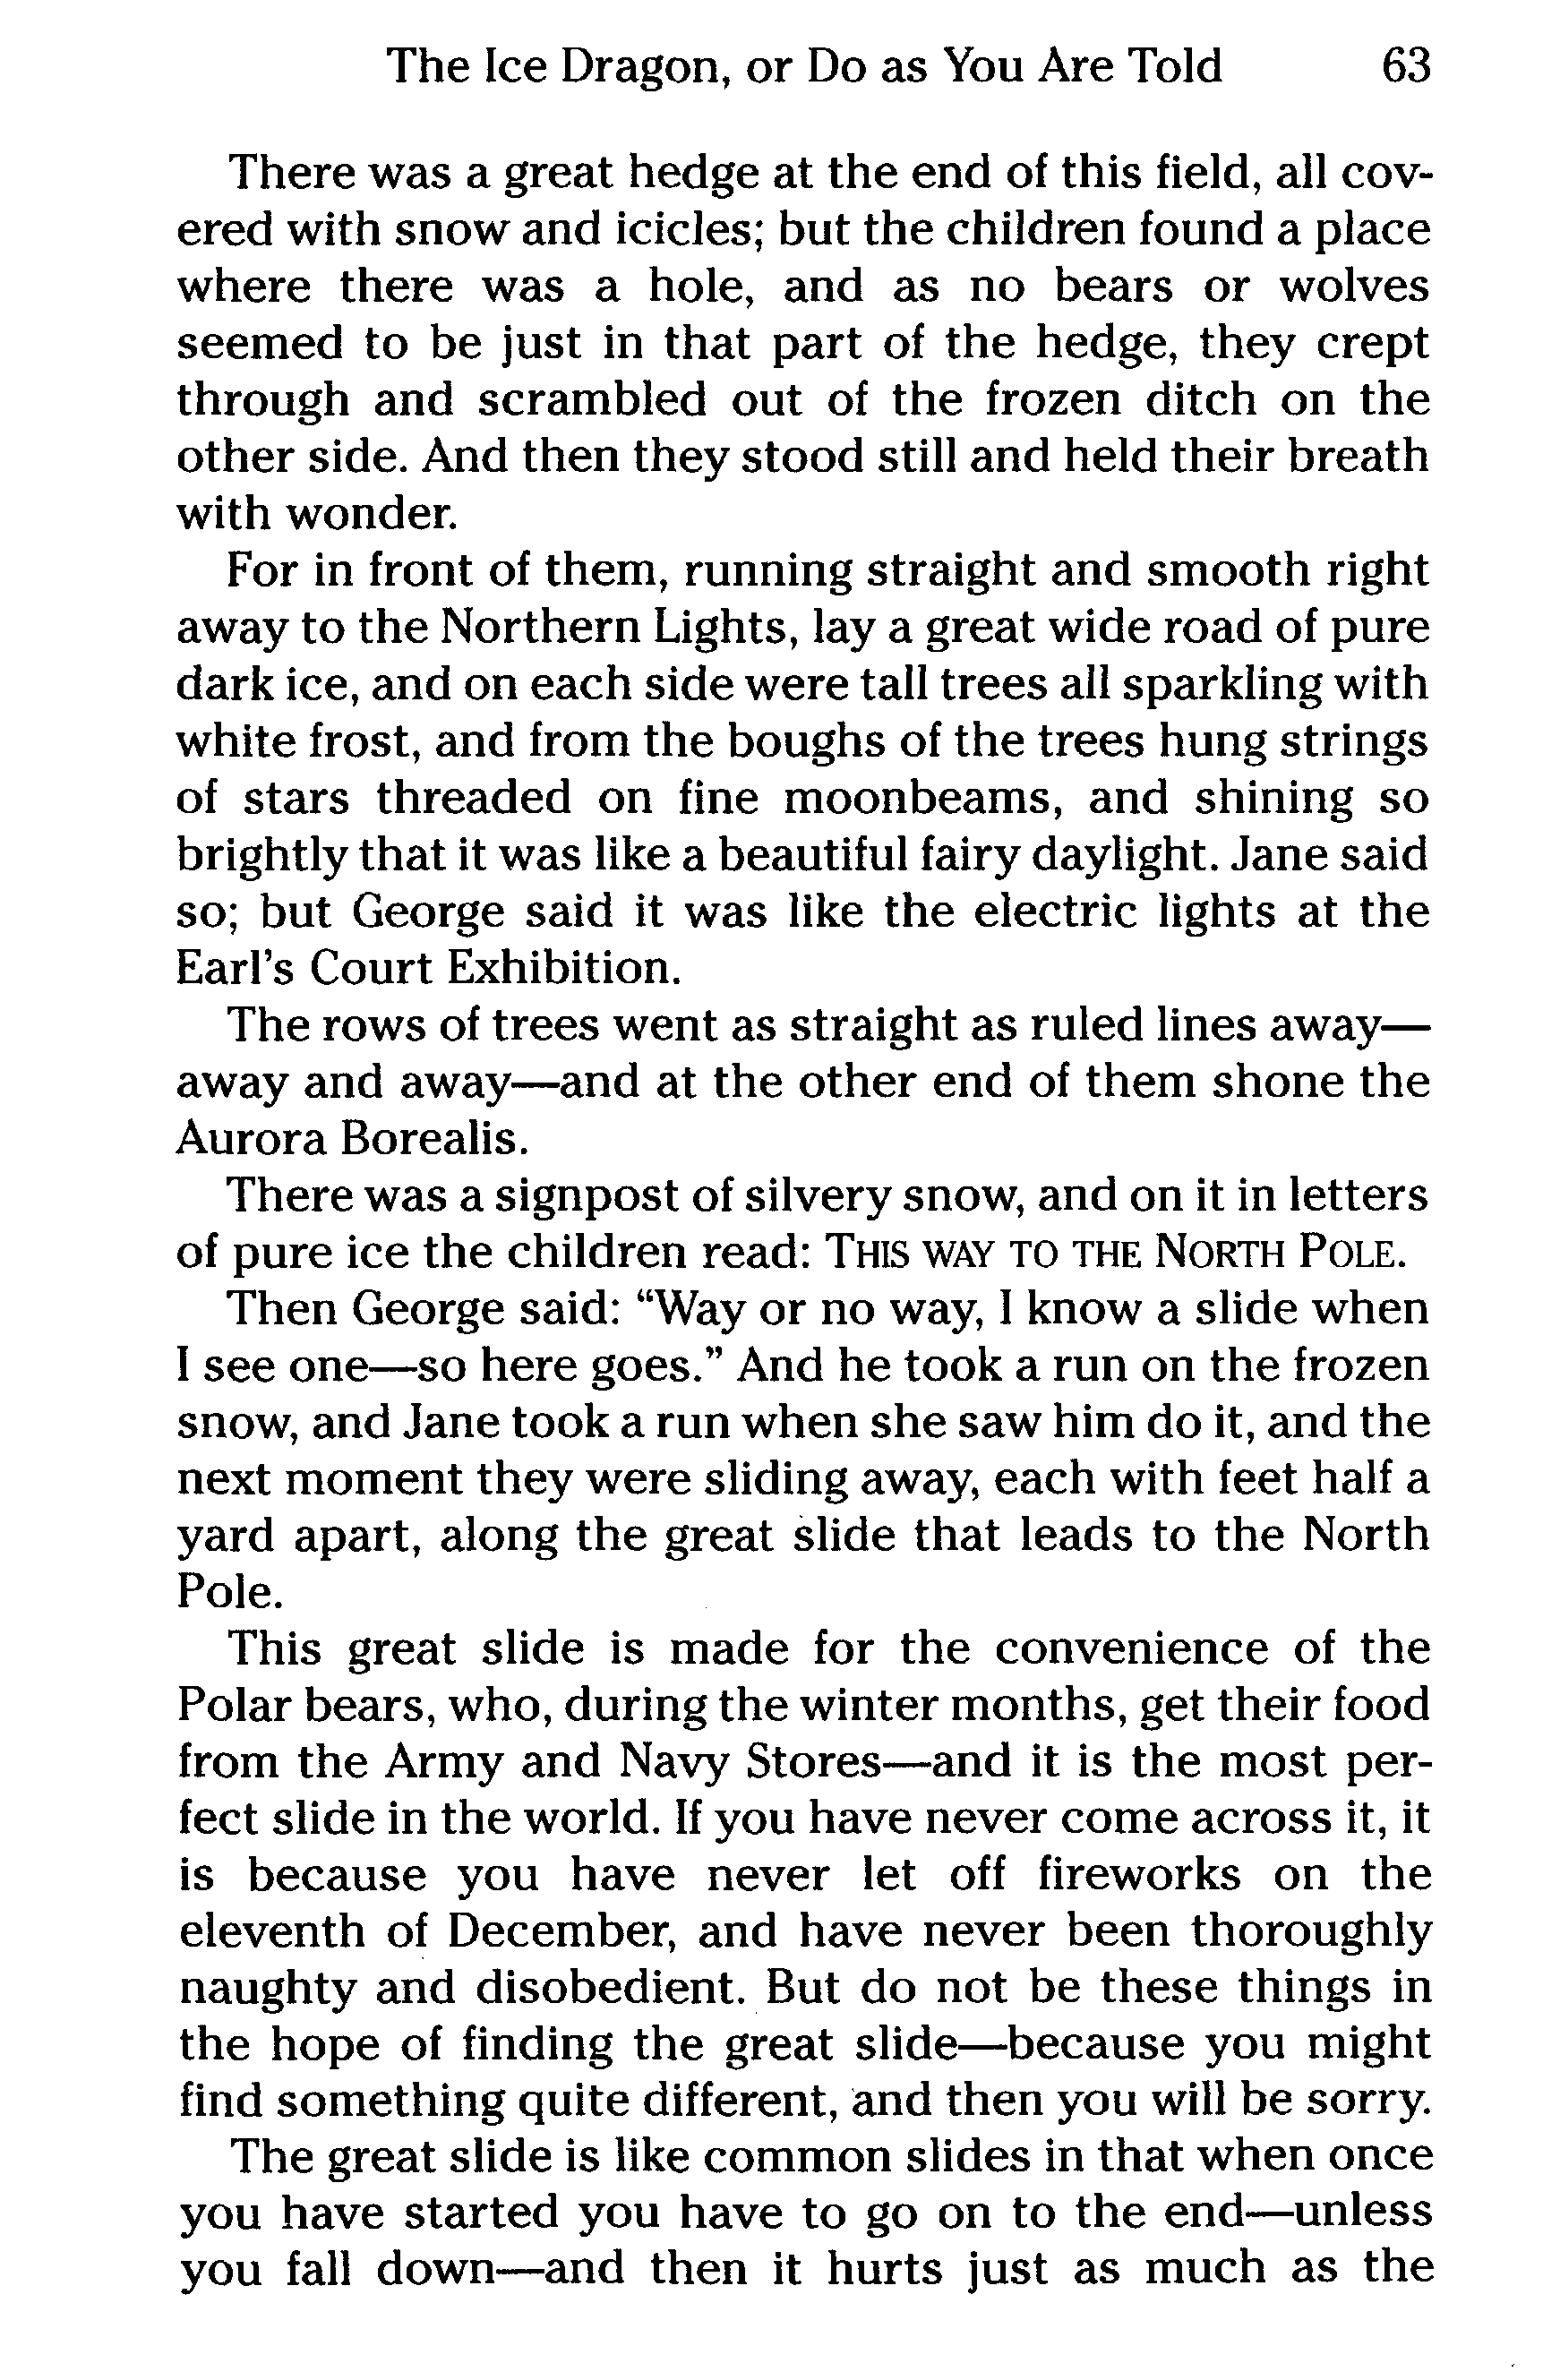 The Ice Dragon, or Do as You Are Told 63
There was a great hedge at the end of this field, all cov-
ered with snow and icicles; but the children found a place
where there was a hole, and as no bears or wolves
seemed to be just in that part of the hedge, they crept
through and scrambled out of the frozen ditch on the
other side. And then they stood still and held their breath
with wonder.
For in front of them, running straight and smooth right
away to the Northern Lights, lay a great wide road of pure
dark ice, and on each side were tall trees all sparkling with
white frost, and from the boughs of the trees hung strings
of stars threaded on fine moonbeams, and shining so
brightly that it was like a beautiful fairy daylight. Jane said
so; but George said it was like the electric lights at the
Earl's Court Exhibition.
The rows of trees went as straight as ruled lines away—
away and away—and at the other end of them shone the
Aurora Borealis.
There was a signpost of silvery snow, and on it in letters
of pure ice the children read: THIS WAY TO THE NORTH POLE.
Then George said: “Way or no way, I know a slide when
I see one—so here goes.” And he took a run on the frozen
snow, and Jane took a run when she saw him do it, and the
next moment they were sliding away, each with feet half a
yard apart, along the great slide that leads to the North
Pole.
This great slide is made for the convenience of the
Polar bears, who, during the winter months, get their food
from the Army and Navy Stores—and it is the most per-
fect slide in the world. If you have never come across it, it
is because you have never let off fireworks on the
eleventh of December, and have never been thoroughly
naughty and disobedient. But do not be these things in
the hope of finding the great slide—because you might
find something quite different, and then you will be sorry.
The great slide is like common slides in that when once
you have started you have to go on to the end—unless
you fall down—and then it hurts just as much as the